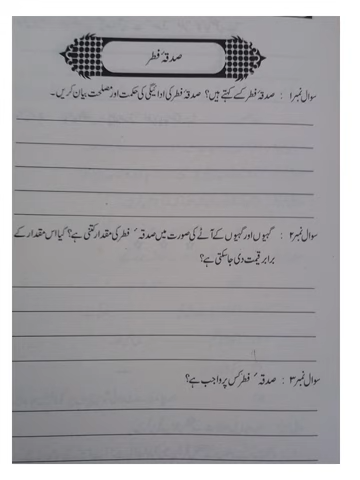 صدقہ ٔ فطر
سوال نمبر۱ : صدقہ ٔ فطر کسے کہتے ہیں؟ صدقہ ٔ فطر کی ادائیگی کی حکمت اور مصلحت بیان کریں۔
سوال نمبر۲ : گیہوں اور گیہوں کے آٹے کی صورت میں صدقہ ٔ فطر کی مقدار کتنی ہے؟ کیا اس مقدار کے
برابر قیمت دی جاسکتی ہے؟
سوال نمبر۳ : صدقہ ٔ فطر کس پر واجب ہے؟